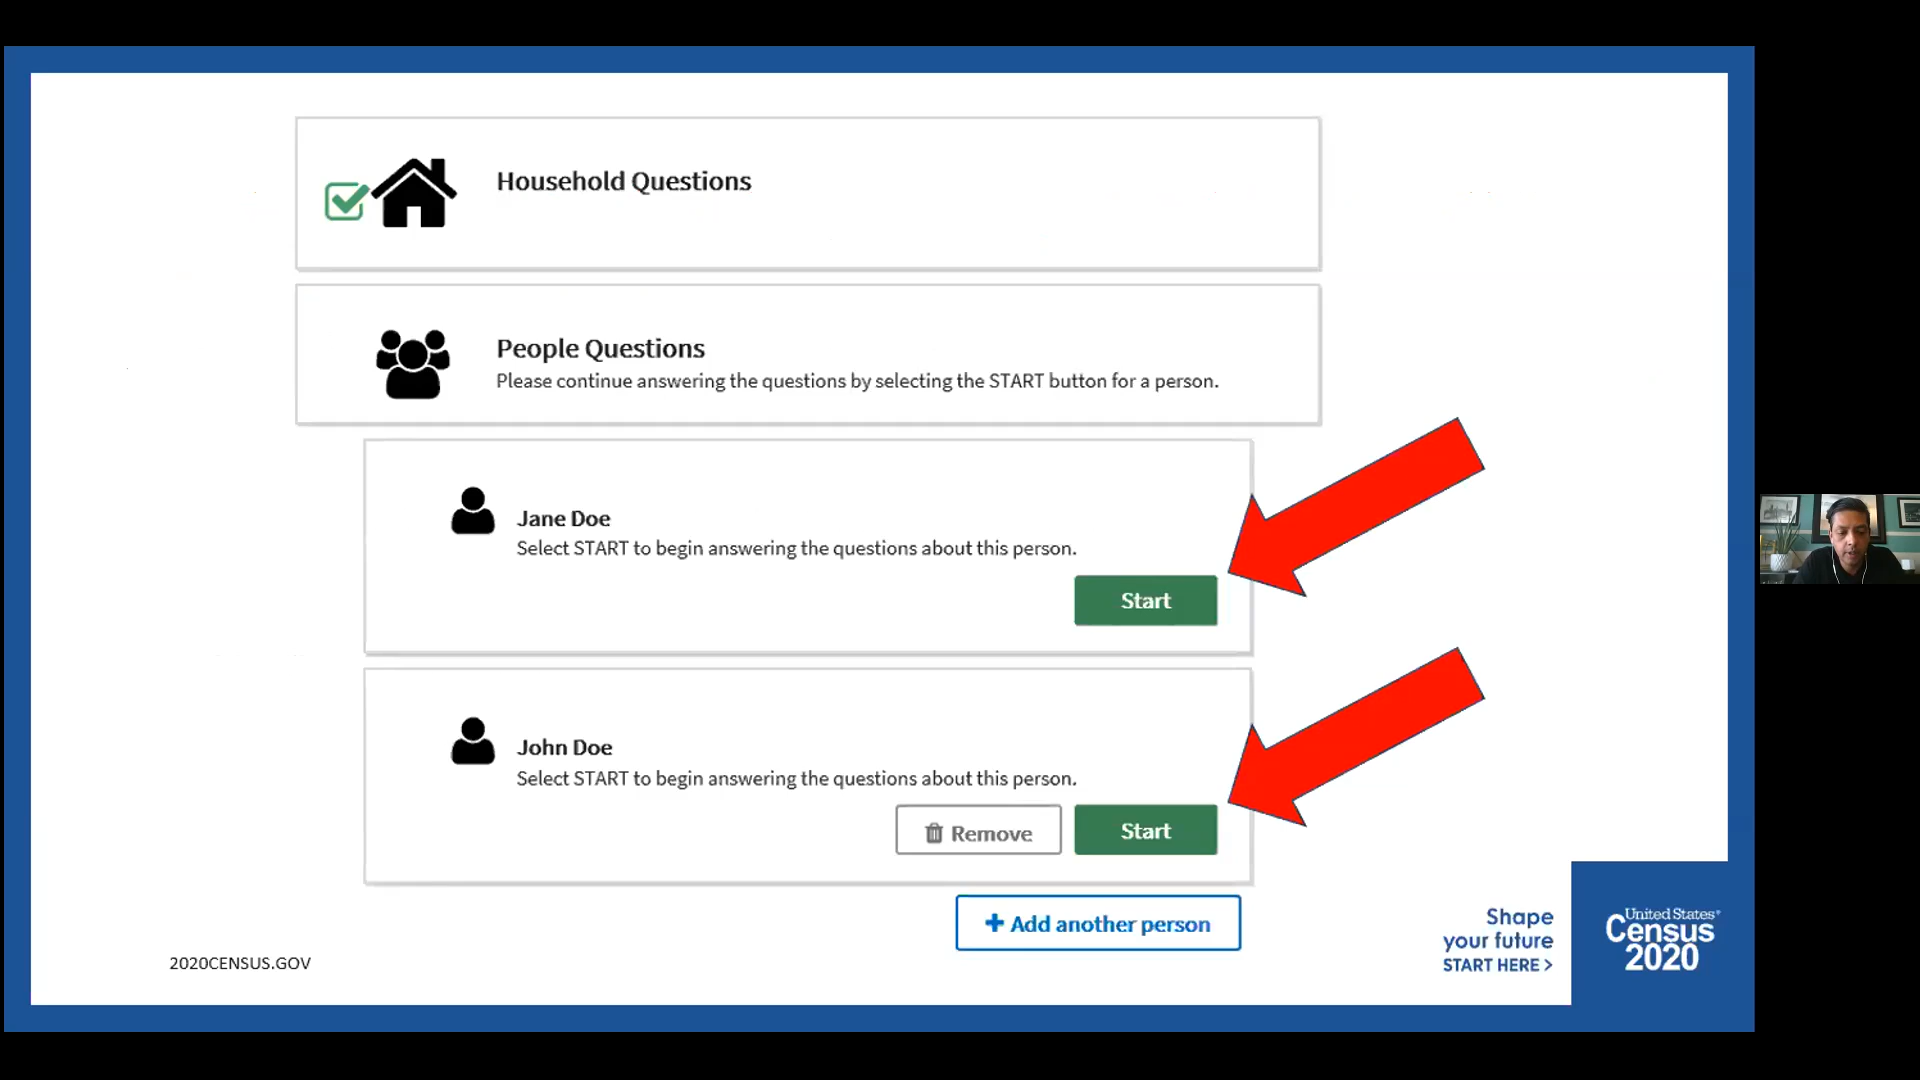 Household Questions
People Questions
Please continue answering the questions by selecting the START button for a person.
Jane Doe
Select START to begin answering the questions about this person.
Start
John Doe
Select START to begin answering the questions about this person.
Remove
Start
+ Add another person
2020CENSUS.GOV
Shape
your future
START HERE >
United States®
Census
2020